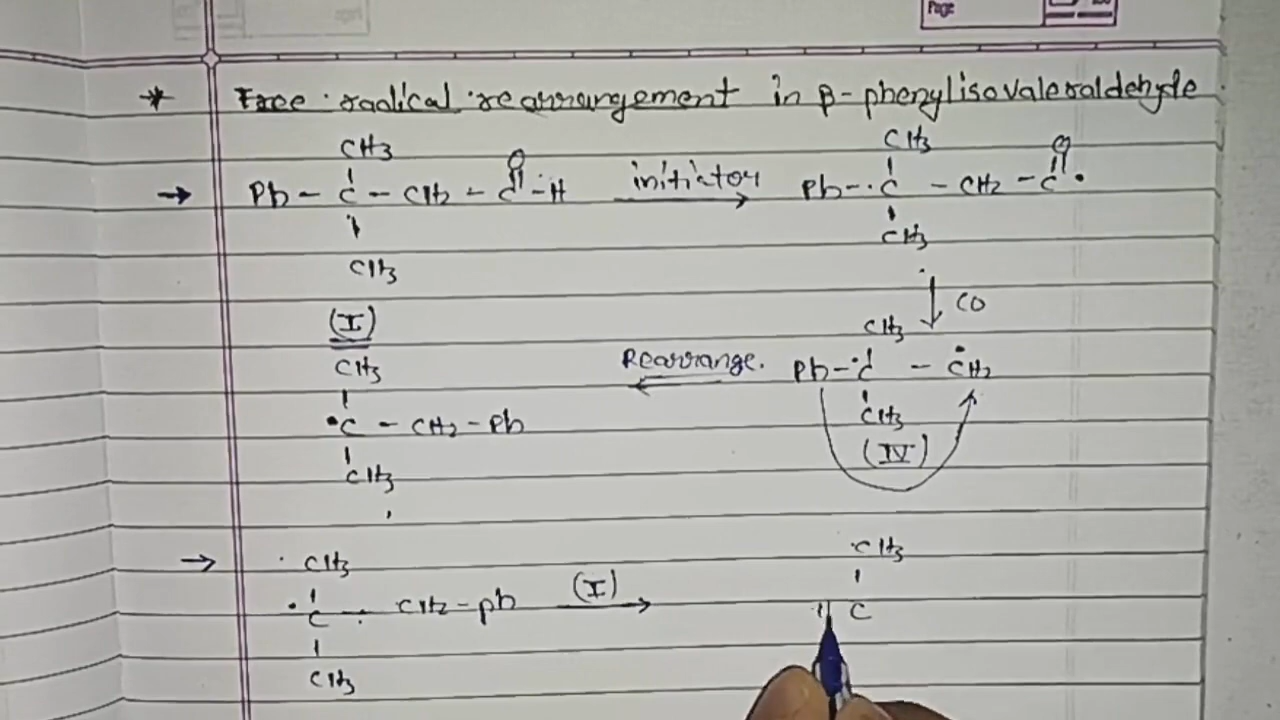 Page
* Free radical rearrangement in β-phenylisovaleraldehyde
CH3 CH3
→ Ph - C - CH2 - C - H initiator Ph - C - CH2 - C •
O O
CH3 CH3
(I) ↓ CO
CH3 CH3
Rearrange. Ph - C - •CH2
•C - CH2 - Ph CH3
CH3 (IV)
→ CH3 CH3
•C - CH2 - Ph (I) → H C
CH3